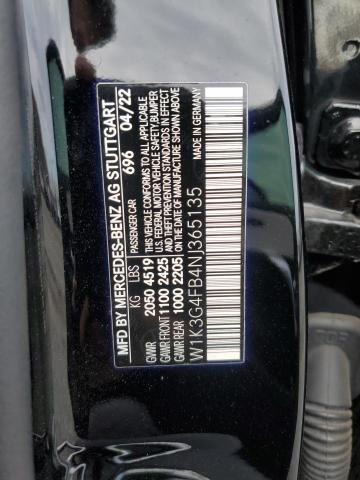 MFD BY MERCEDES-BENZ AG STUTTGART
PASSENGER CAR 696 04/22
KG LBS
GVWR 2050 4519
GAWR FRONT 1100 2425
GAWR REAR 1000 2205
THIS VEHICLE CONFORMS TO ALL APPLICABLE
U.S. FEDERAL MOTOR VEHICLE SAFETY, BUMPER
AND THEFT PREVENTION STANDARDS IN EFFECT
ON THE DATE OF MANUFACTURE SHOWN ABOVE
MADE IN GERMANY
W1K3G4FB4NJ365135